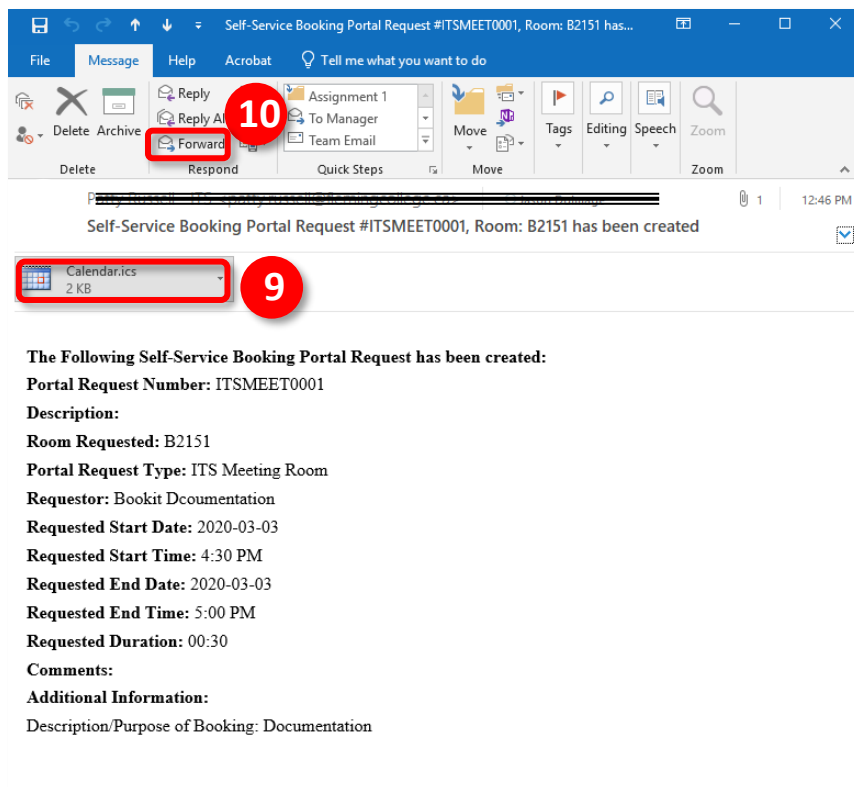 Self-Service Booking Portal Request #ITSMEET0001, Room: B2151 has...
File Message Help Acrobat Tell me what you want to do
Delete Archive
Reply
Reply Al
Forward
10
Assignment 1
To Manager
Team Email
Move
Tags
Editing
Speech
Zoom
Delete Respond Quick Steps Move Zoom
1 12:46 PM
Self-Service Booking Portal Request #ITSMEET0001, Room: B2151 has been created
Calendar.ics
2 KB
9
The Following Self-Service Booking Portal Request has been created:
Portal Request Number: ITSMEET0001
Description:
Room Requested: B2151
Portal Request Type: ITS Meeting Room
Requestor: Bookit Dcoumentation
Requested Start Date: 2020-03-03
Requested Start Time: 4:30 PM
Requested End Date: 2020-03-03
Requested End Time: 5:00 PM
Requested Duration: 00:30
Comments:
Additional Information:
Description/Purpose of Booking: Documentation